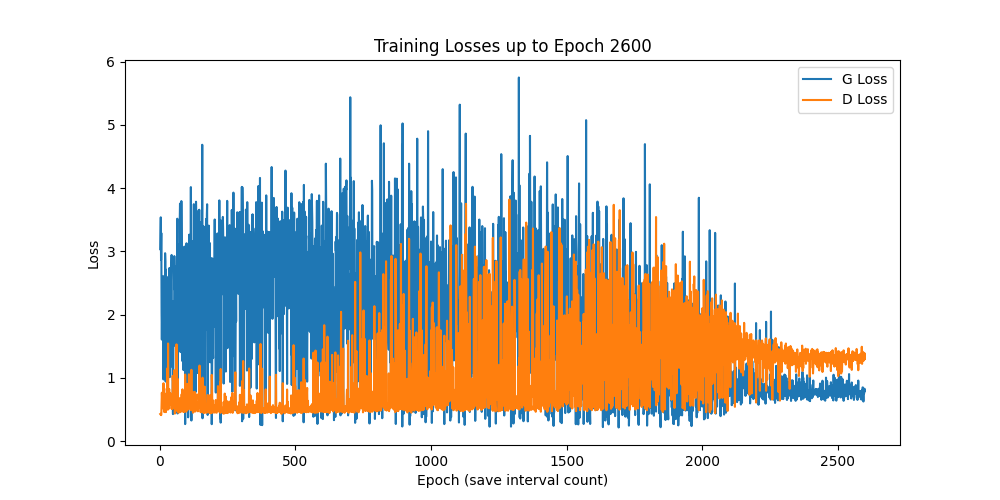 Training Losses up to Epoch 2600
G Loss
D Loss
Loss
6
5
4
3
2
1
0
0 500 1000 1500 2000 2500
Epoch (save interval count)